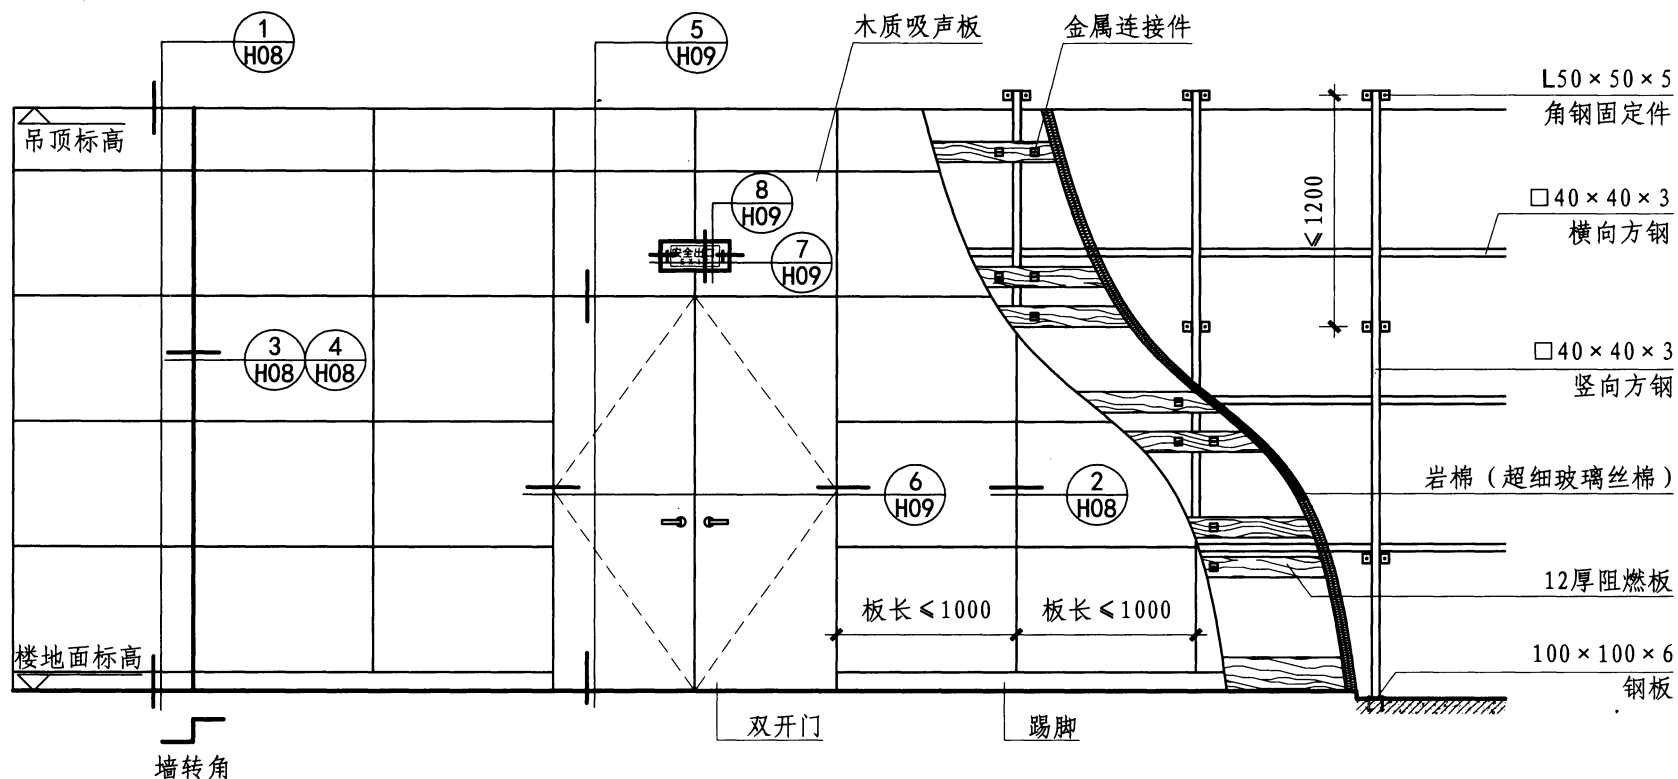 1
H08
5
H09
木质吸声板
金属连接件
L50×50×5
角钢固定件
吊顶标高
8
H09
□40×40×3
横向方钢
≤1200
安全出口
7
H09
3
H08
4
H08
□40×40×3
竖向方钢
6
H09
2
H08
岩棉（超细玻璃丝棉）
12厚阻燃板
板长≤1000
板长≤1000
楼地面标高
100×100×6
钢板
双开门
踢脚
墙转角